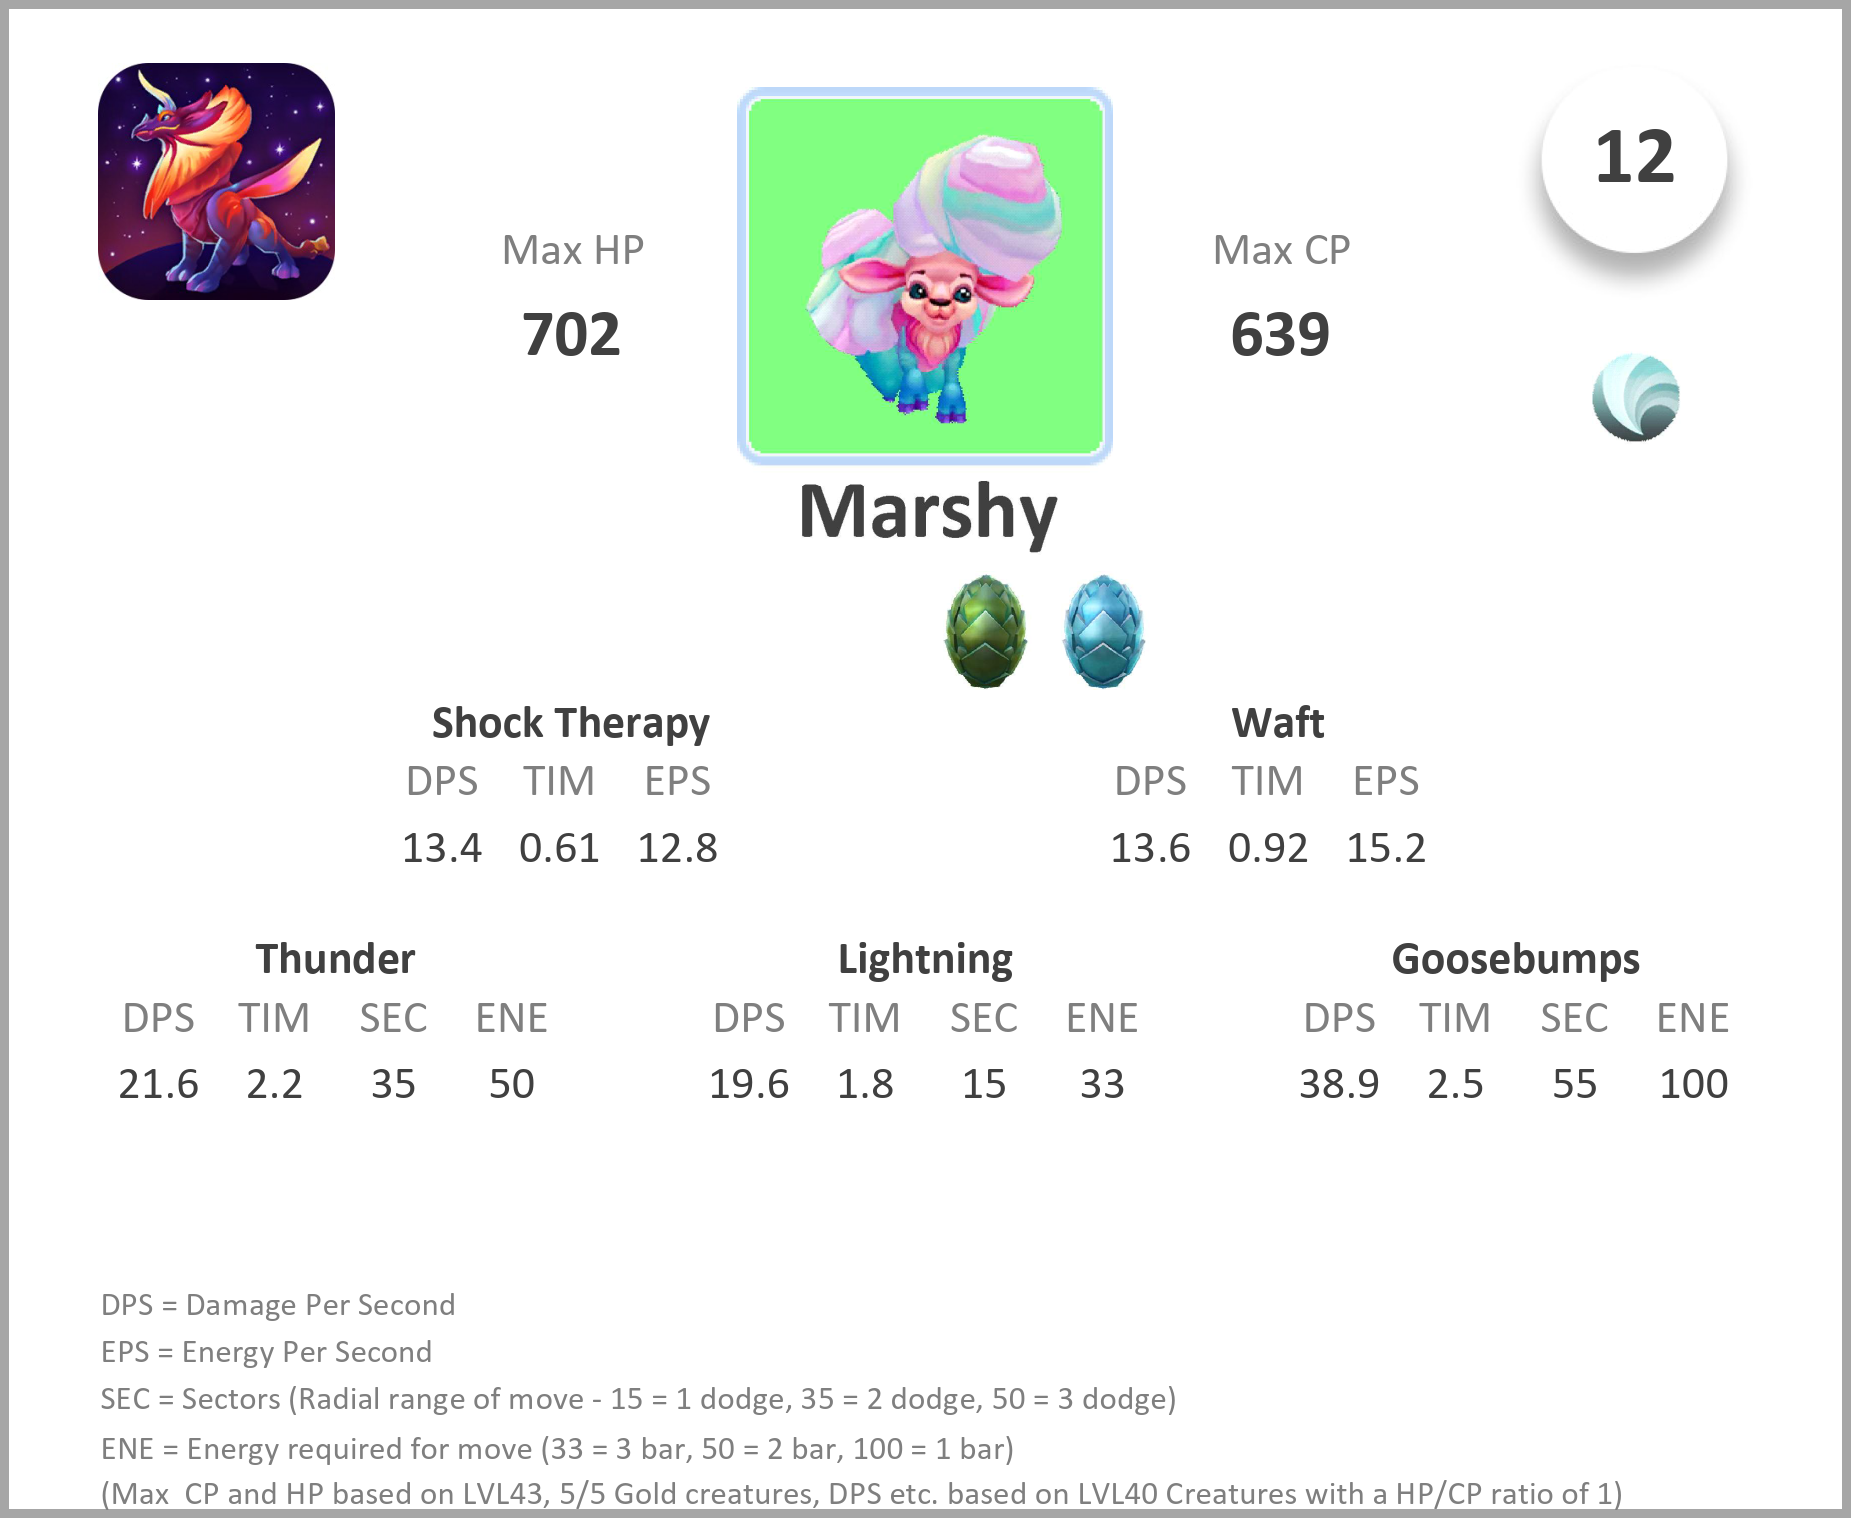 12
Max HP
Max CP
702
639
Marshy
Shock Therapy
Waft
DPS TIM EPS
DPS TIM EPS
13.4 0.61 12.8
13.6 0.92 15.2
Thunder
Lightning
Goosebumps
DPS TIM SEC ENE
DPS TIM SEC ENE
DPS TIM SEC ENE
21.6 2.2 35 50
19.6 1.8 15 33
38.9 2.5 55 100
DPS = Damage Per Second
EPS = Energy Per Second
SEC = Sectors (Radial range of move - 15 = 1 dodge, 35 = 2 dodge, 50 = 3 dodge)
ENE = Energy required for move (33 = 3 bar, 50 = 2 bar, 100 = 1 bar)
(Max  CP and HP based on LVL43, 5/5 Gold creatures, DPS etc. based on LVL40 Creatures with a HP/CP ratio of 1)